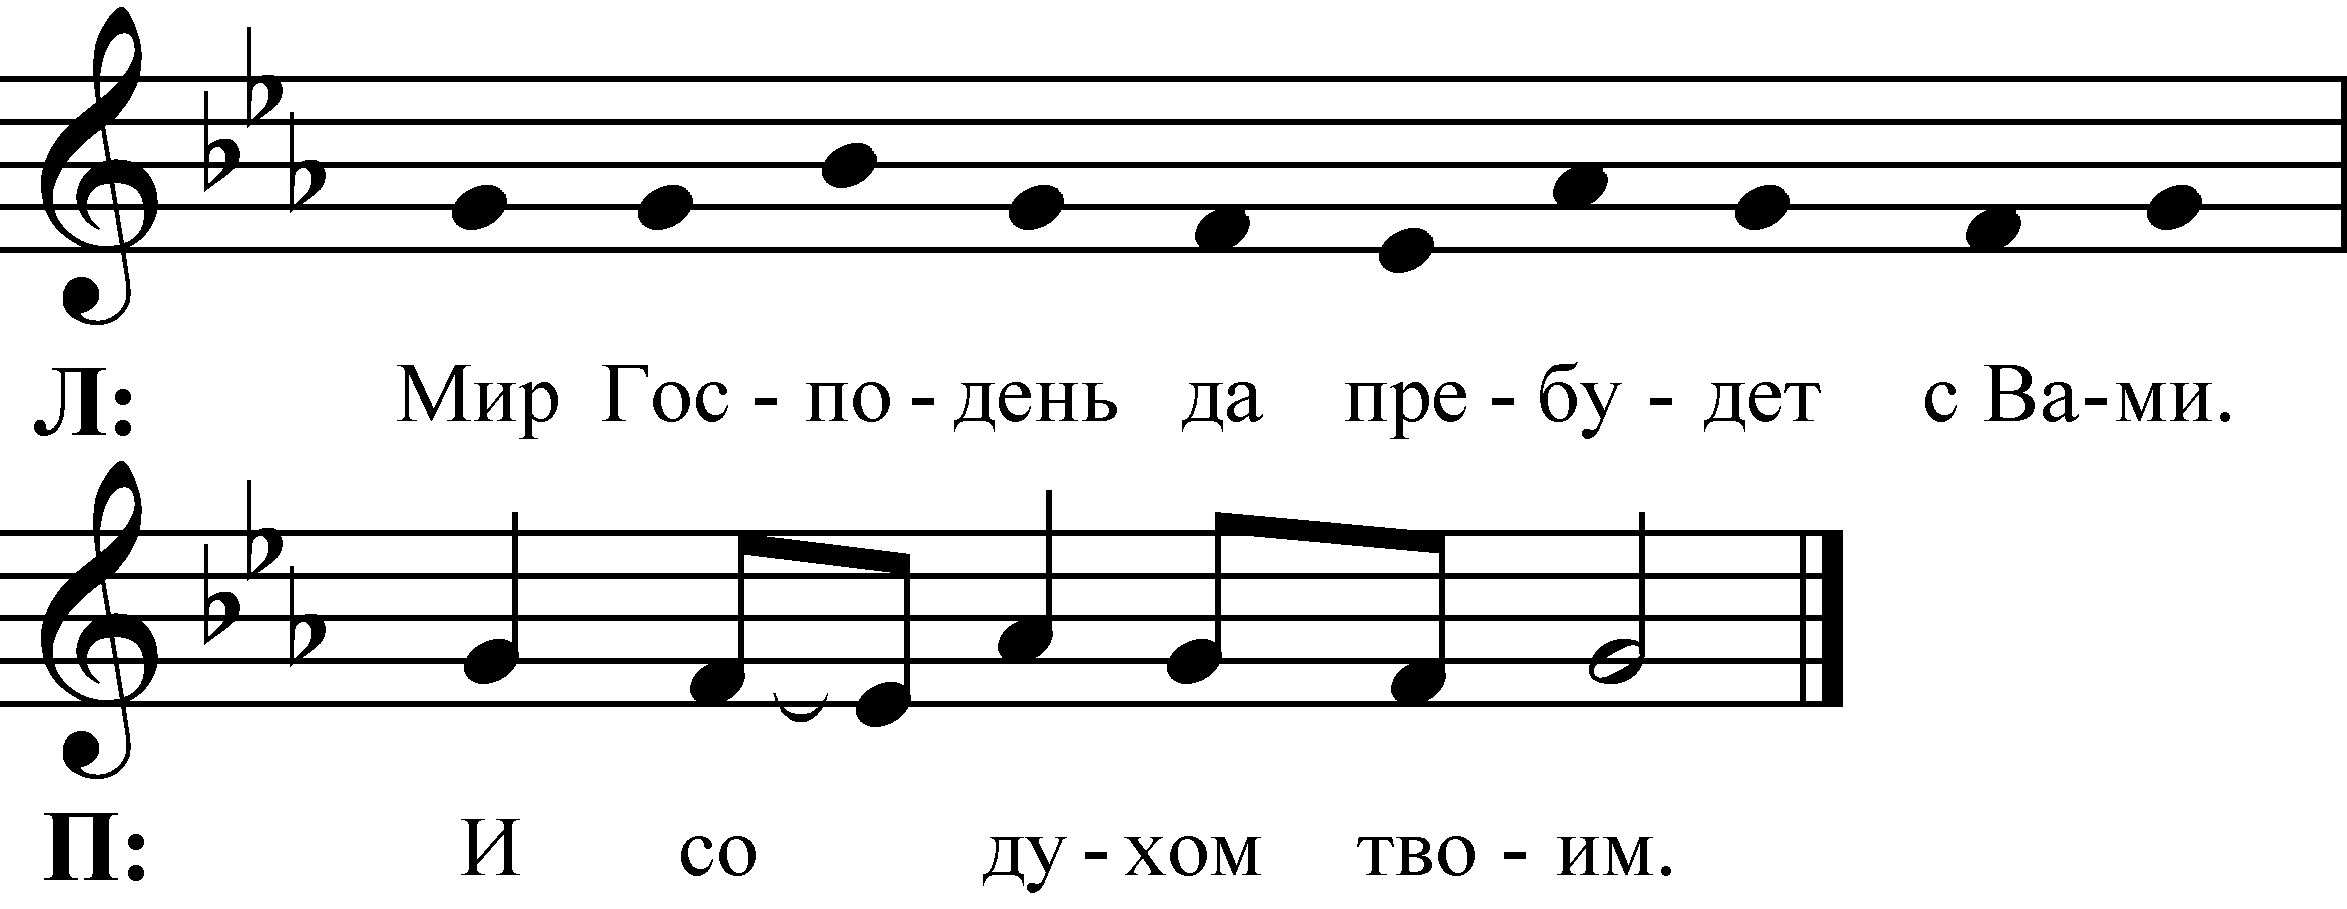 Л: Мир Гос - по - день да пре - бу - дет с Ва - ми.
П: И со ду - хом тво - им.